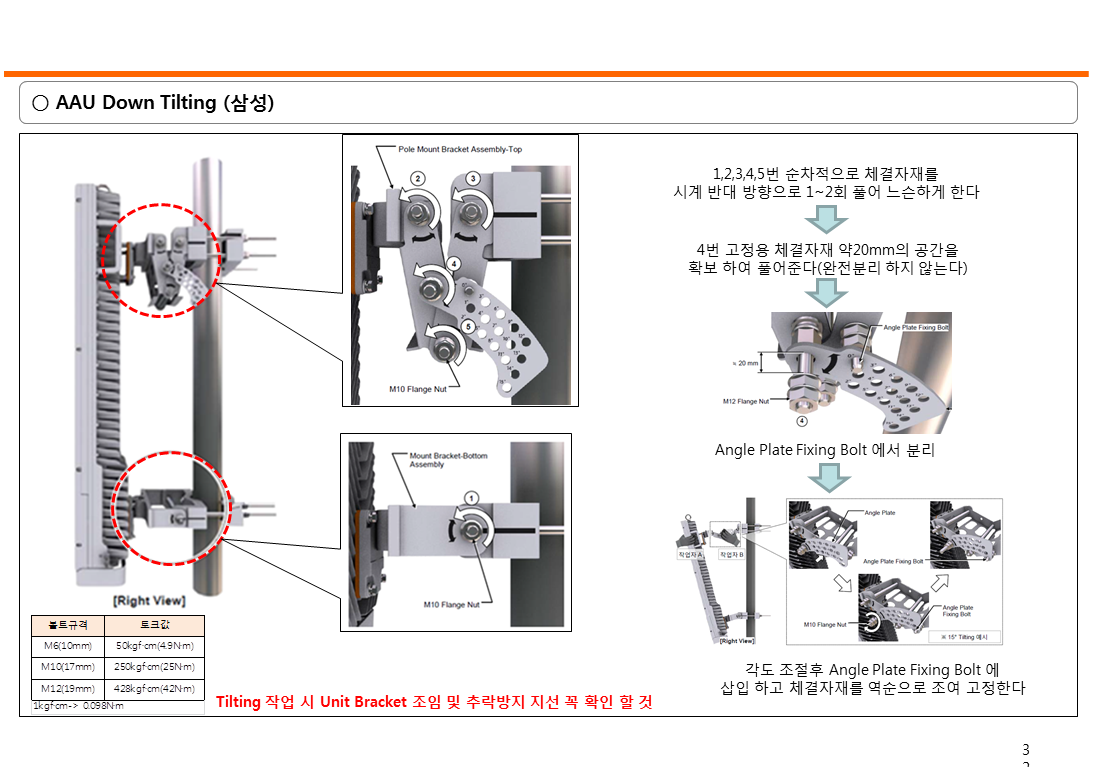 ○ AAU Down Tilting (삼성)
Pole Mount Bracket Assembly-Top
2
3
4
5
M10 Flange Nut
Mount Bracket-Bottom
Assembly
1
M10 Flange Nut
[Right View]
볼트규격 토크값
M6(10mm) 50kgf·cm(4.9N·m)
M10(17mm) 250kgf·cm(25N·m)
M12(19mm) 428kgf·cm(42N·m)
1kgf·cm-> 0.098N·m
Tilting 작업 시 Unit Bracket 조임 및 추락방지 지선 꼭 확인 할 것
1,2,3,4,5번 순차적으로 체결자재를
시계 반대 방향으로 1~2회 풀어 느슨하게 한다
4번 고정용 체결자재 약20mm의 공간을
확보 하여 풀어준다(완전분리 하지 않는다)
Angle Plate Fixing Bolt
≈ 20 mm
M12 Flange Nut
4
Angle Plate Fixing Bolt 에서 분리
작업자 A
작업자 B
[Right View]
Angle Plate
Angle Plate Fixing Bolt
Angle Plate
Fixing Bolt
M10 Flange Nut
※ 15° Tilting 예시
각도 조절후 Angle Plate Fixing Bolt 에
삽입 하고 체결자재를 역순으로 조여 고정한다
3